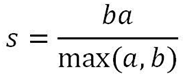 s = ba / max(a, b)